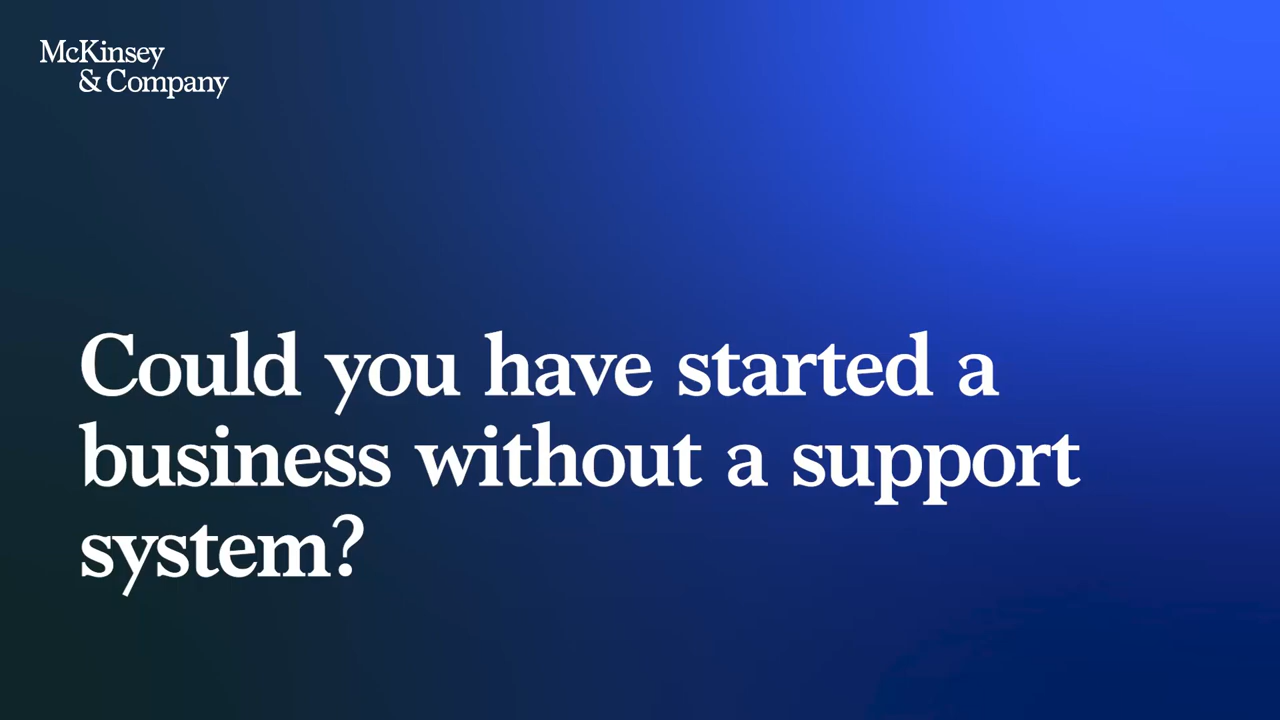 McKinsey
& Company
Could you have started a
business without a support
system?